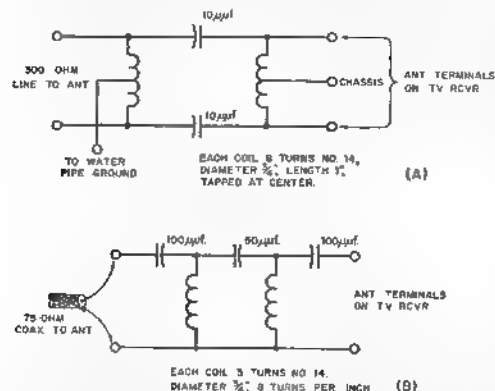 10µµf.
300 OHM
LINE TO ANT
CHASSIS
ANT TERMINALS
ON TV RCVR
10µµf
TO WATER
PIPE GROUND
EACH COIL 8 TURNS NO. 14,
DIAMETER ¾", LENGTH 1",
TAPPED AT CENTER.
(A)
100µµf.
50µµf.
100µµf.
75-OHM
COAX TO ANT
ANT TERMINALS
ON TV RCVR
EACH COIL 3 TURNS NO. 14.
DIAMETER ¾", 8 TURNS PER INCH
(B)